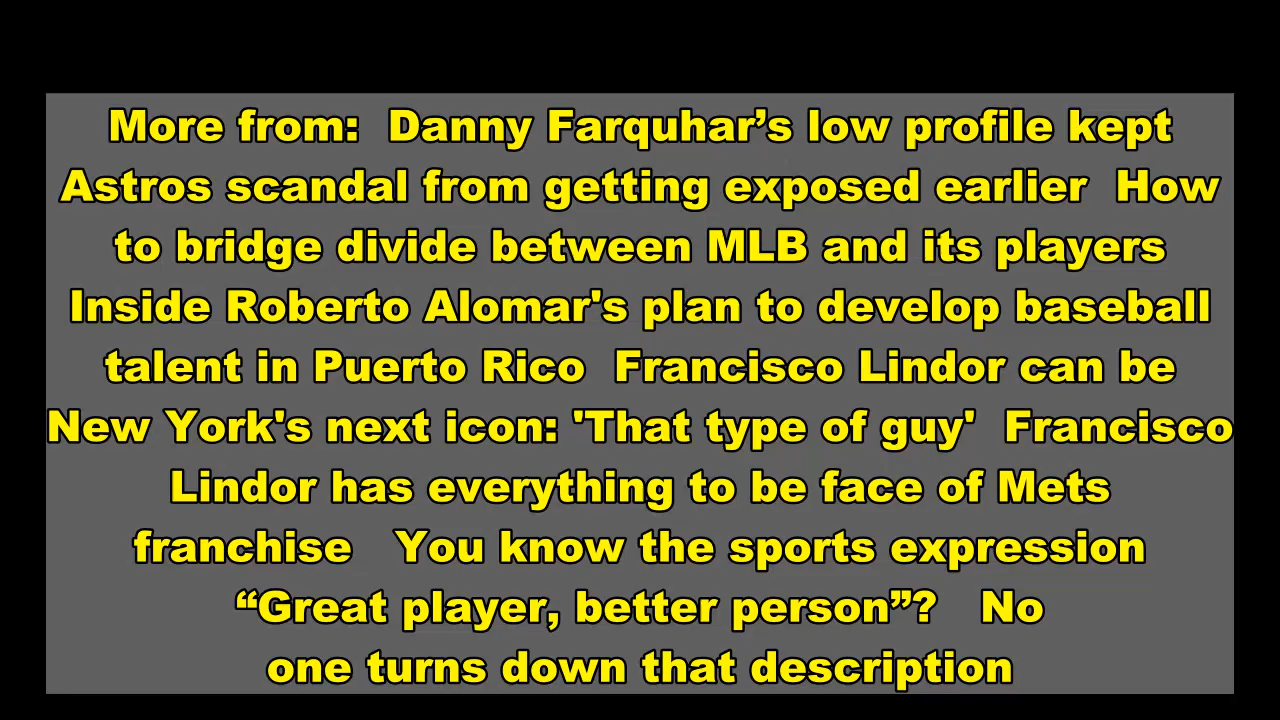 More from:  Danny Farquhar’s low profile kept
Astros scandal from getting exposed earlier  How
to bridge divide between MLB and its players
Inside Roberto Alomar's plan to develop baseball
talent in Puerto Rico  Francisco Lindor can be
New York's next icon: 'That type of guy'  Francisco
Lindor has everything to be face of Mets
franchise   You know the sports expression
“Great player, better person”?   No
one turns down that description